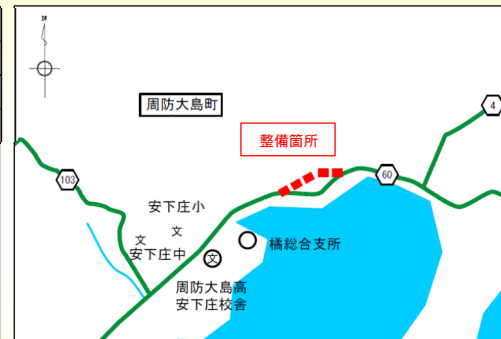 N
周防大島町
整備箇所
4
103
60
安下庄小
文
文
安下庄中
文
橘総合支所
周防大島高
安下庄校舎